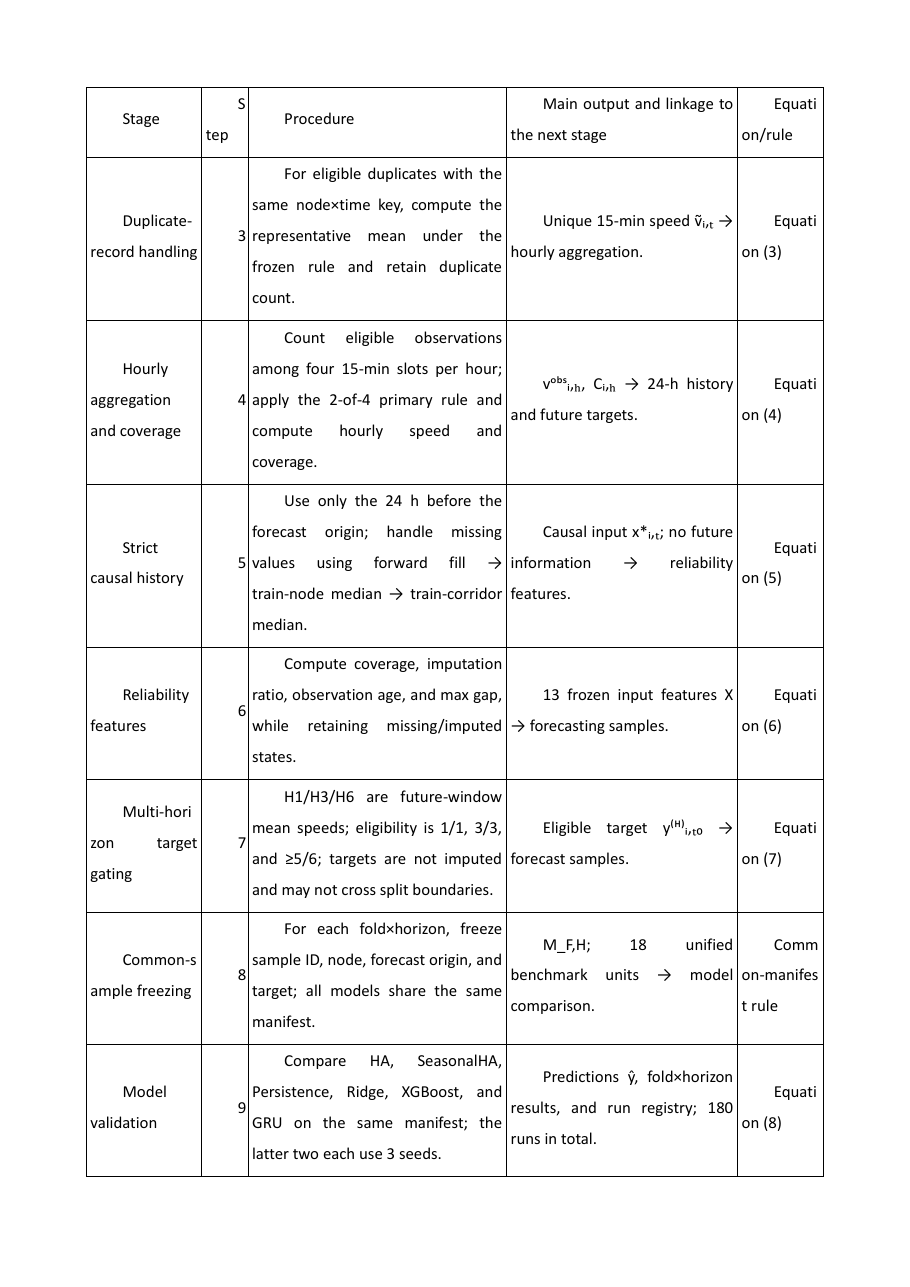 Stage
S
tep
Procedure
Main output and linkage to
the next stage
Equati
on/rule
Duplicate-
record handling
3
For eligible duplicates with the
same node×time key, compute the
representative mean under the
frozen rule and retain duplicate
count.
Unique 15-min speed ṽᵢ,ₜ →
hourly aggregation.
Equati
on (3)
Hourly
aggregation
and coverage
4
Count eligible observations
among four 15-min slots per hour;
apply the 2-of-4 primary rule and
compute hourly speed and
coverage.
vᵒᵇˢᵢ,ₕ, Cᵢ,ₕ → 24-h history
and future targets.
Equati
on (4)
Strict
causal history
5
Use only the 24 h before the
forecast origin; handle missing
values using forward fill →
train-node median → train-corridor
median.
Causal input x*ᵢ,ₜ; no future
information → reliability
features.
Equati
on (5)
Reliability
features
6
Compute coverage, imputation
ratio, observation age, and max gap,
while retaining missing/imputed
states.
13 frozen input features X
→ forecasting samples.
Equati
on (6)
Multi-hori
zon target
gating
7
H1/H3/H6 are future-window
mean speeds; eligibility is 1/1, 3/3,
and ≥5/6; targets are not imputed
and may not cross split boundaries.
Eligible target y⁽ᴴ⁾ᵢ,ₜ₀ →
forecast samples.
Equati
on (7)
Common-s
ample freezing
8
For each fold×horizon, freeze
sample ID, node, forecast origin, and
target; all models share the same
manifest.
M_F,H; 18 unified
benchmark units → model
comparison.
Comm
on-manifes
t rule
Model
validation
9
Compare HA, SeasonalHA,
Persistence, Ridge, XGBoost, and
GRU on the same manifest; the
latter two each use 3 seeds.
Predictions ŷ, fold×horizon
results, and run registry; 180
runs in total.
Equati
on (8)